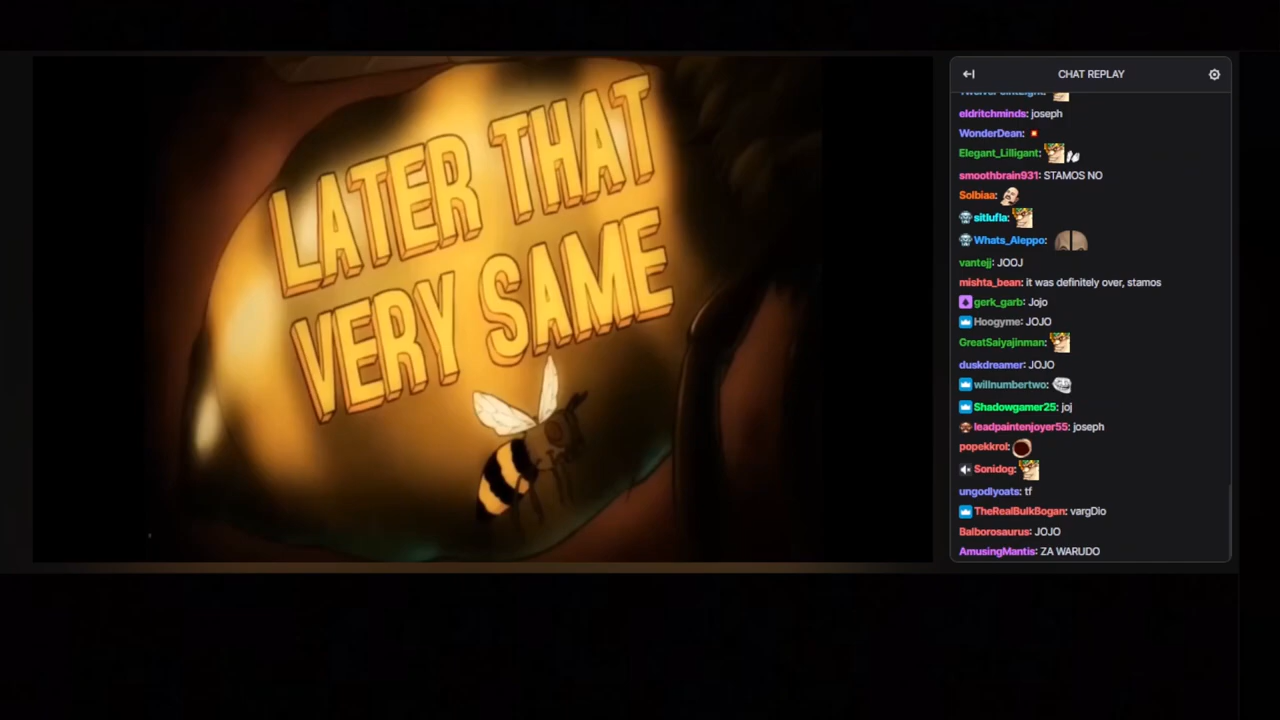 LATER THAT
VERY SAME
CHAT REPLAY
eldritchminds: joseph
WonderDean:
Elegant_Lilligant:
smoothbrain931: STAMOS NO
Solbiaa:
sitlufla:
Whats_Aleppo:
vantejj: JOOJ
mishta_bean: it was definitely over, stamos
gerk_garb: Jojo
Hoogyme: JOJO
GreatSaiyajinman:
duskdreamer: JOJO
willnumbertwo:
Shadowgamer25: joj
leadpaintenjoyer55: joseph
popekkrol:
Sonidog:
ungodlyoats: tf
TheRealBulkBogan: vargDio
Balborosaurus: JOJO
AmusingMantis: ZA WARUDO